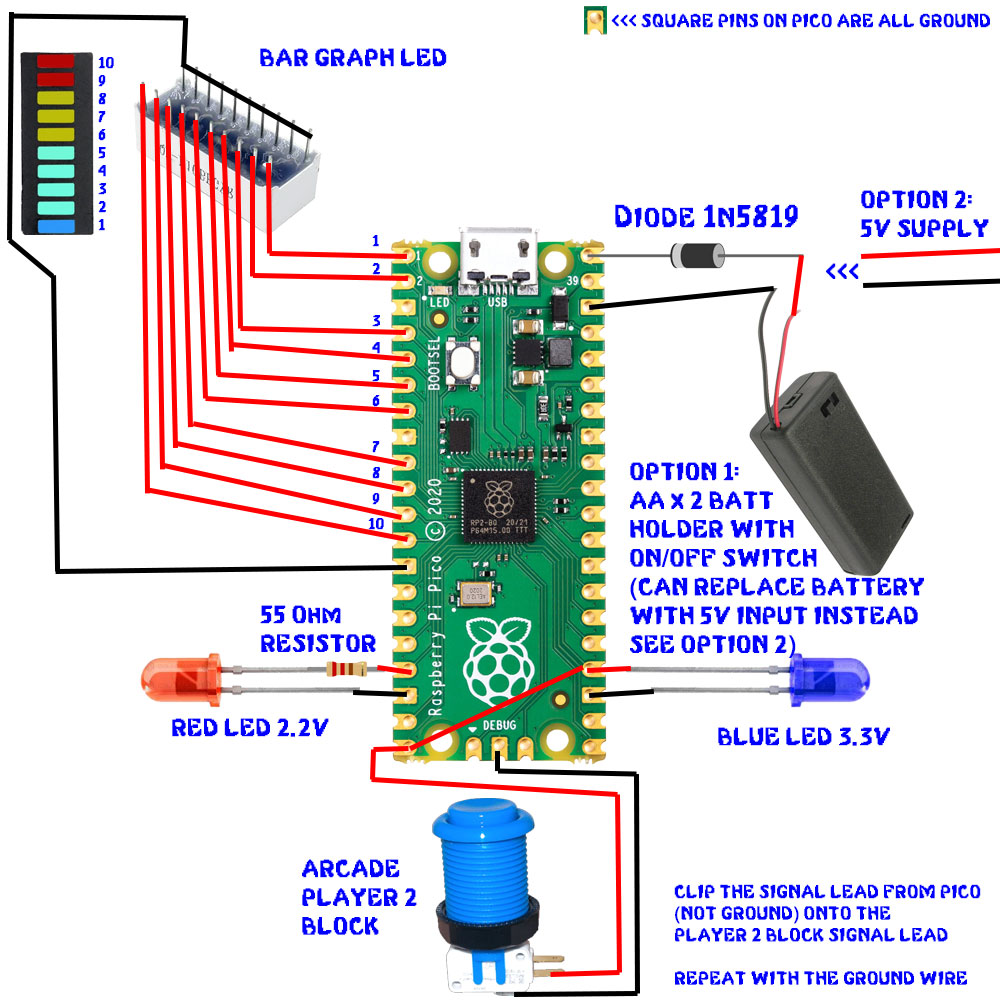 <<< SQUARE PINS ON PICO ARE ALL GROUND
BAR GRAPH LED
10
9
8
7
6
5
4
3
2
1
DIODE 1N5819
OPTION 2:
5V SUPPLY
<<<
1
2
3
4
5
6
7
8
9
10
2
39
LED
USB
BOOTSEL
Raspberry Pi Pico © 2020
RP2-B0 20/21
P64M15.00 TTT
OPTION 1:
AA X 2 BATT
HOLDER WITH
ON/OFF SWITCH
(CAN REPLACE BATTERY
WITH 5V INPUT INSTEAD
SEE OPTION 2)
55 OHM
RESISTOR
RED LED 2.2V
BLUE LED 3.3V
DEBUG
ARCADE
PLAYER 2
BLOCK
CLIP THE SIGNAL LEAD FROM PICO
(NOT GROUND) ONTO THE
PLAYER 2 BLOCK SIGNAL LEAD
REPEAT WITH THE GROUND WIRE